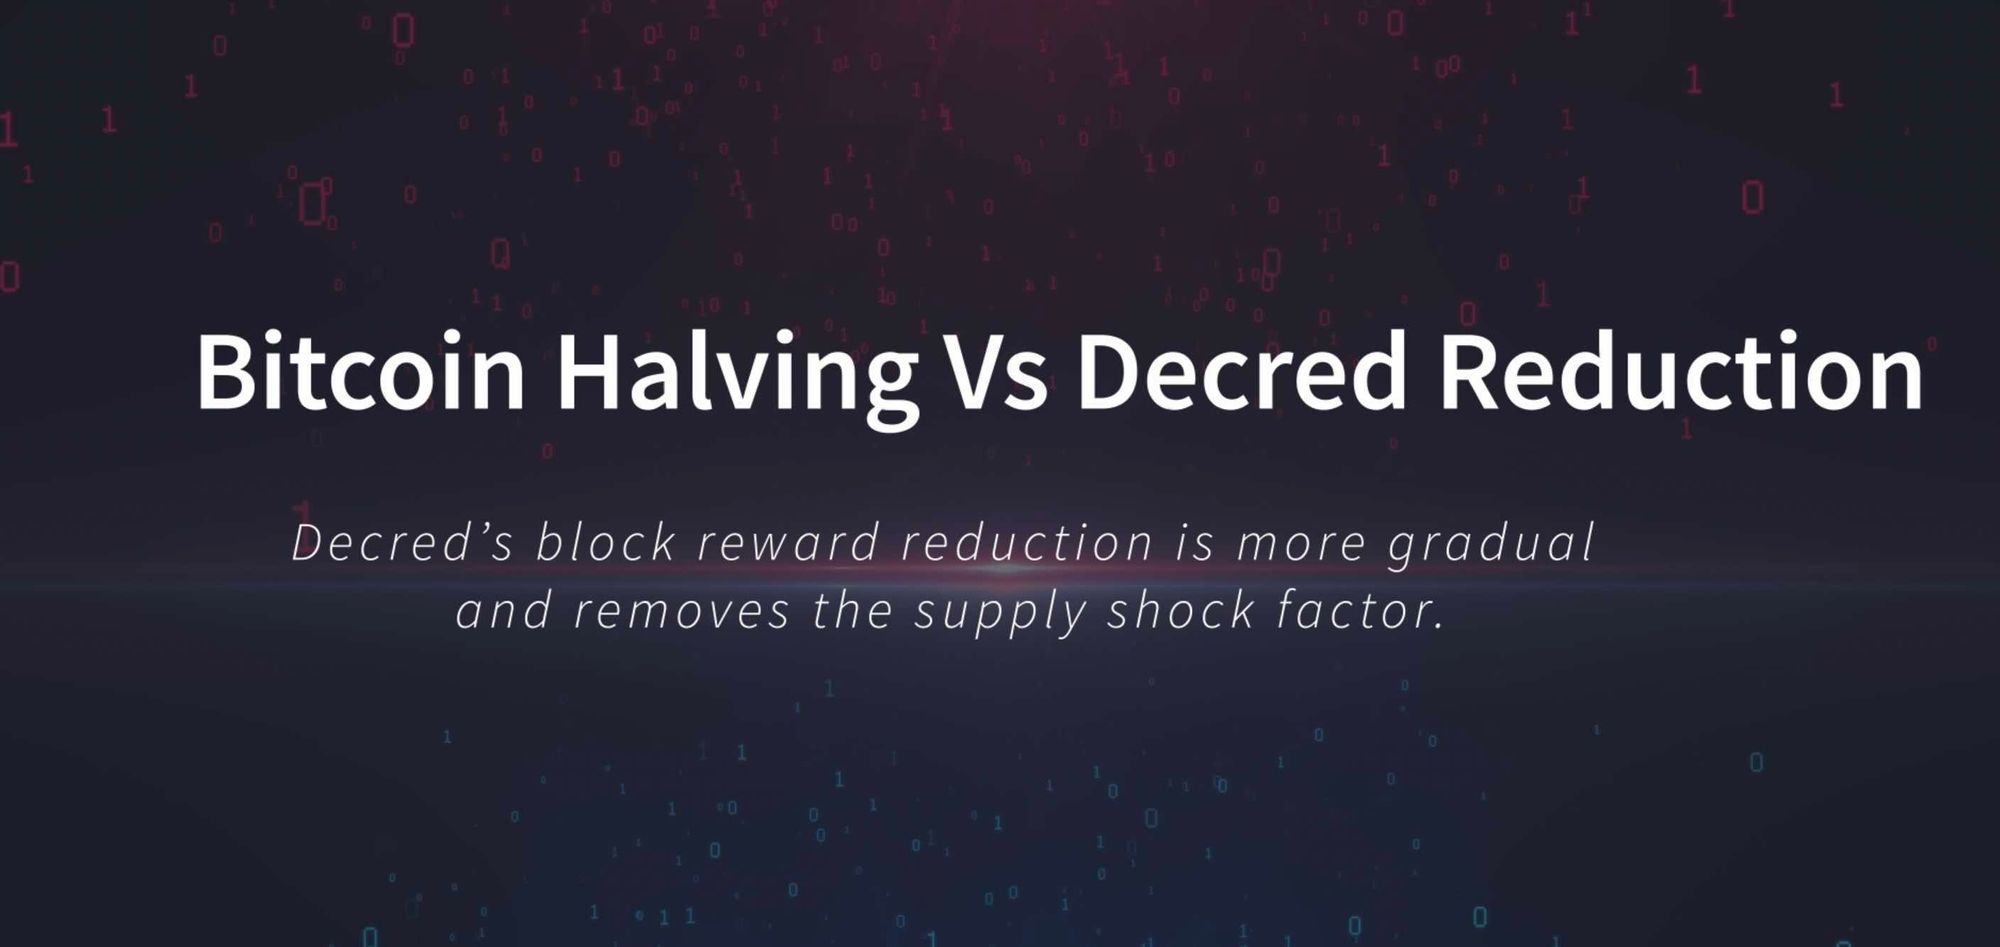 Bitcoin Halving Vs Decred Reduction
Decred’s block reward reduction is more gradual
and removes the supply shock factor.